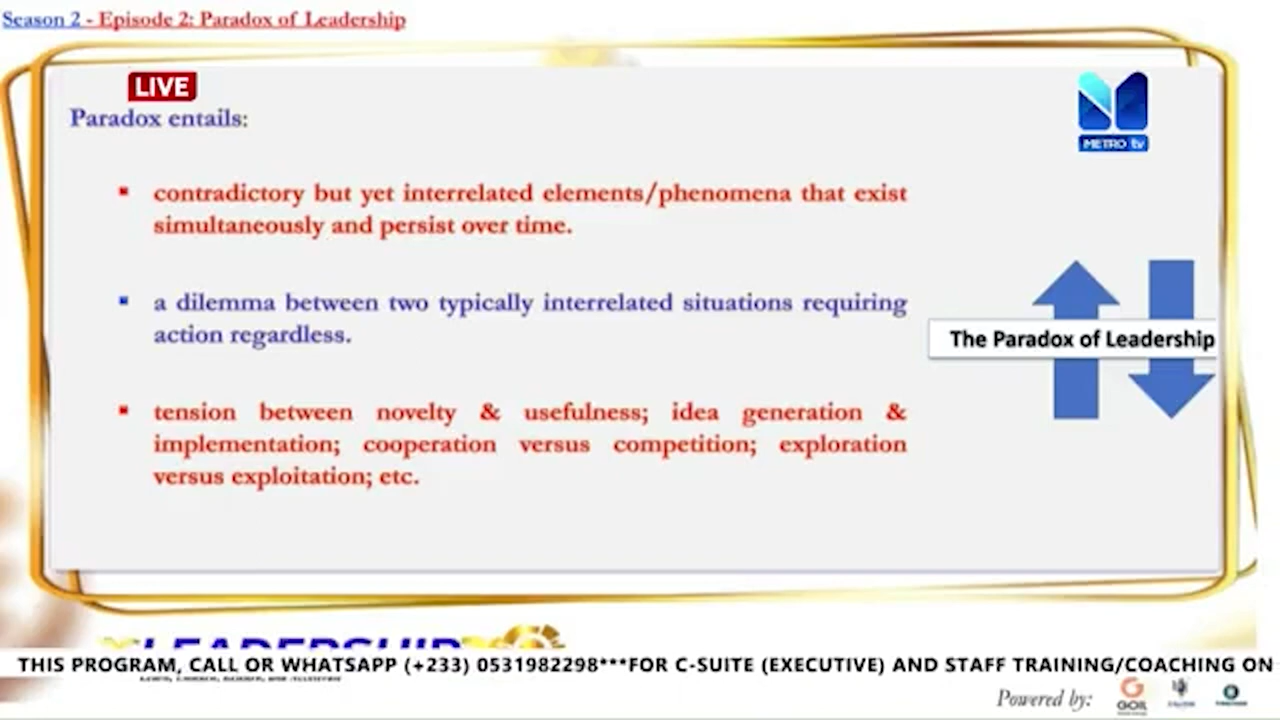 Season 2 - Episode 2: Paradox of Leadership
LIVE
METRO tv
Paradox entails:
▪ contradictory but yet interrelated elements/phenomena that exist
simultaneously and persist over time.
▪ a dilemma between two typically interrelated situations requiring
action regardless.
▪ tension between novelty & usefulness; idea generation &
implementation; cooperation versus competition; exploration
versus exploitation; etc.
The Paradox of Leadership
LEADERSHIP
THIS PROGRAM, CALL OR WHATSAPP (+233) 0531982298***FOR C-SUITE (EXECUTIVE) AND STAFF TRAINING/COACHING ON
Powered by:
GOIL